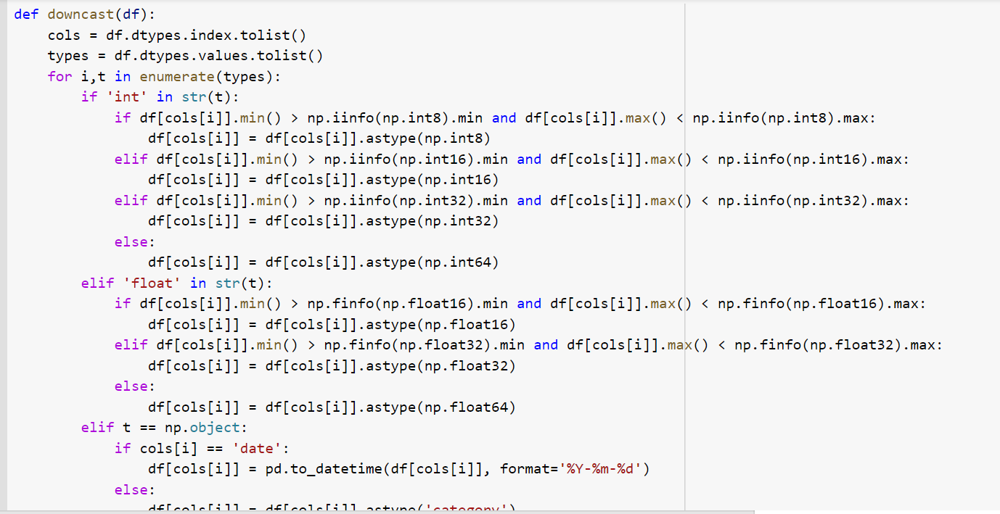 def downcast(df):
    cols = df.dtypes.index.tolist()
    types = df.dtypes.values.tolist()
    for i,t in enumerate(types):
        if 'int' in str(t):
            if df[cols[i]].min() > np.iinfo(np.int8).min and df[cols[i]].max() < np.iinfo(np.int8).max:
                df[cols[i]] = df[cols[i]].astype(np.int8)
            elif df[cols[i]].min() > np.iinfo(np.int16).min and df[cols[i]].max() < np.iinfo(np.int16).max:
                df[cols[i]] = df[cols[i]].astype(np.int16)
            elif df[cols[i]].min() > np.iinfo(np.int32).min and df[cols[i]].max() < np.iinfo(np.int32).max:
                df[cols[i]] = df[cols[i]].astype(np.int32)
            else:
                df[cols[i]] = df[cols[i]].astype(np.int64)
        elif 'float' in str(t):
            if df[cols[i]].min() > np.finfo(np.float16).min and df[cols[i]].max() < np.finfo(np.float16).max:
                df[cols[i]] = df[cols[i]].astype(np.float16)
            elif df[cols[i]].min() > np.finfo(np.float32).min and df[cols[i]].max() < np.finfo(np.float32).max:
                df[cols[i]] = df[cols[i]].astype(np.float32)
            else:
                df[cols[i]] = df[cols[i]].astype(np.float64)
        elif t == np.object:
            if cols[i] == 'date':
                df[cols[i]] = pd.to_datetime(df[cols[i]], format='%Y-%m-%d')
            else:
                df[cols[i]] = df[cols[i]].astype('category')